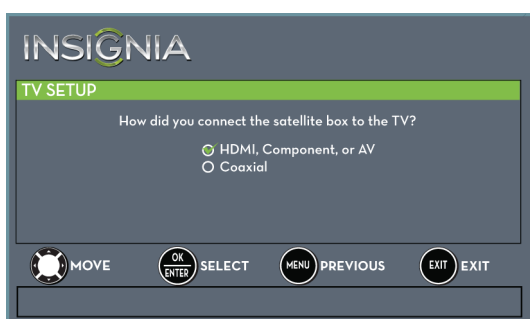 INSIGNIA
TV SETUP
How did you connect the satellite box to the TV?
HDMI, Component, or AV
Coaxial
MOVE OK ENTER SELECT MENU PREVIOUS EXIT EXIT